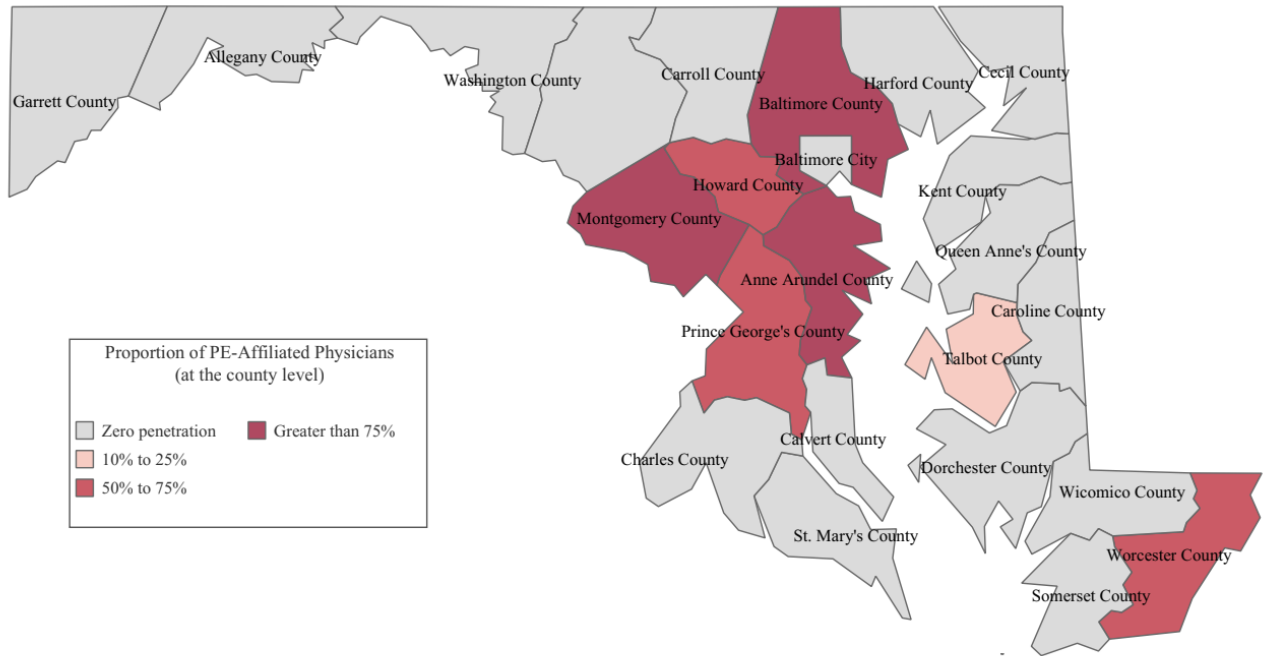 Allegany County
Carroll County
Cecil County
Washington County
Harford County
Garrett County
Baltimore County
Baltimore City
Howard County
Kent County
Montgomery County
Queen Anne's County
Anne Arundel County
Caroline County
Prince George's County
Talbot County
Proportion of PE-Affiliated Physicians
(at the county level)
Zero penetration
Greater than 75%
10% to 25%
50% to 75%
Calvert County
Charles County
Dorchester County
Wicomico County
St. Mary's County
Worcester County
Somerset County